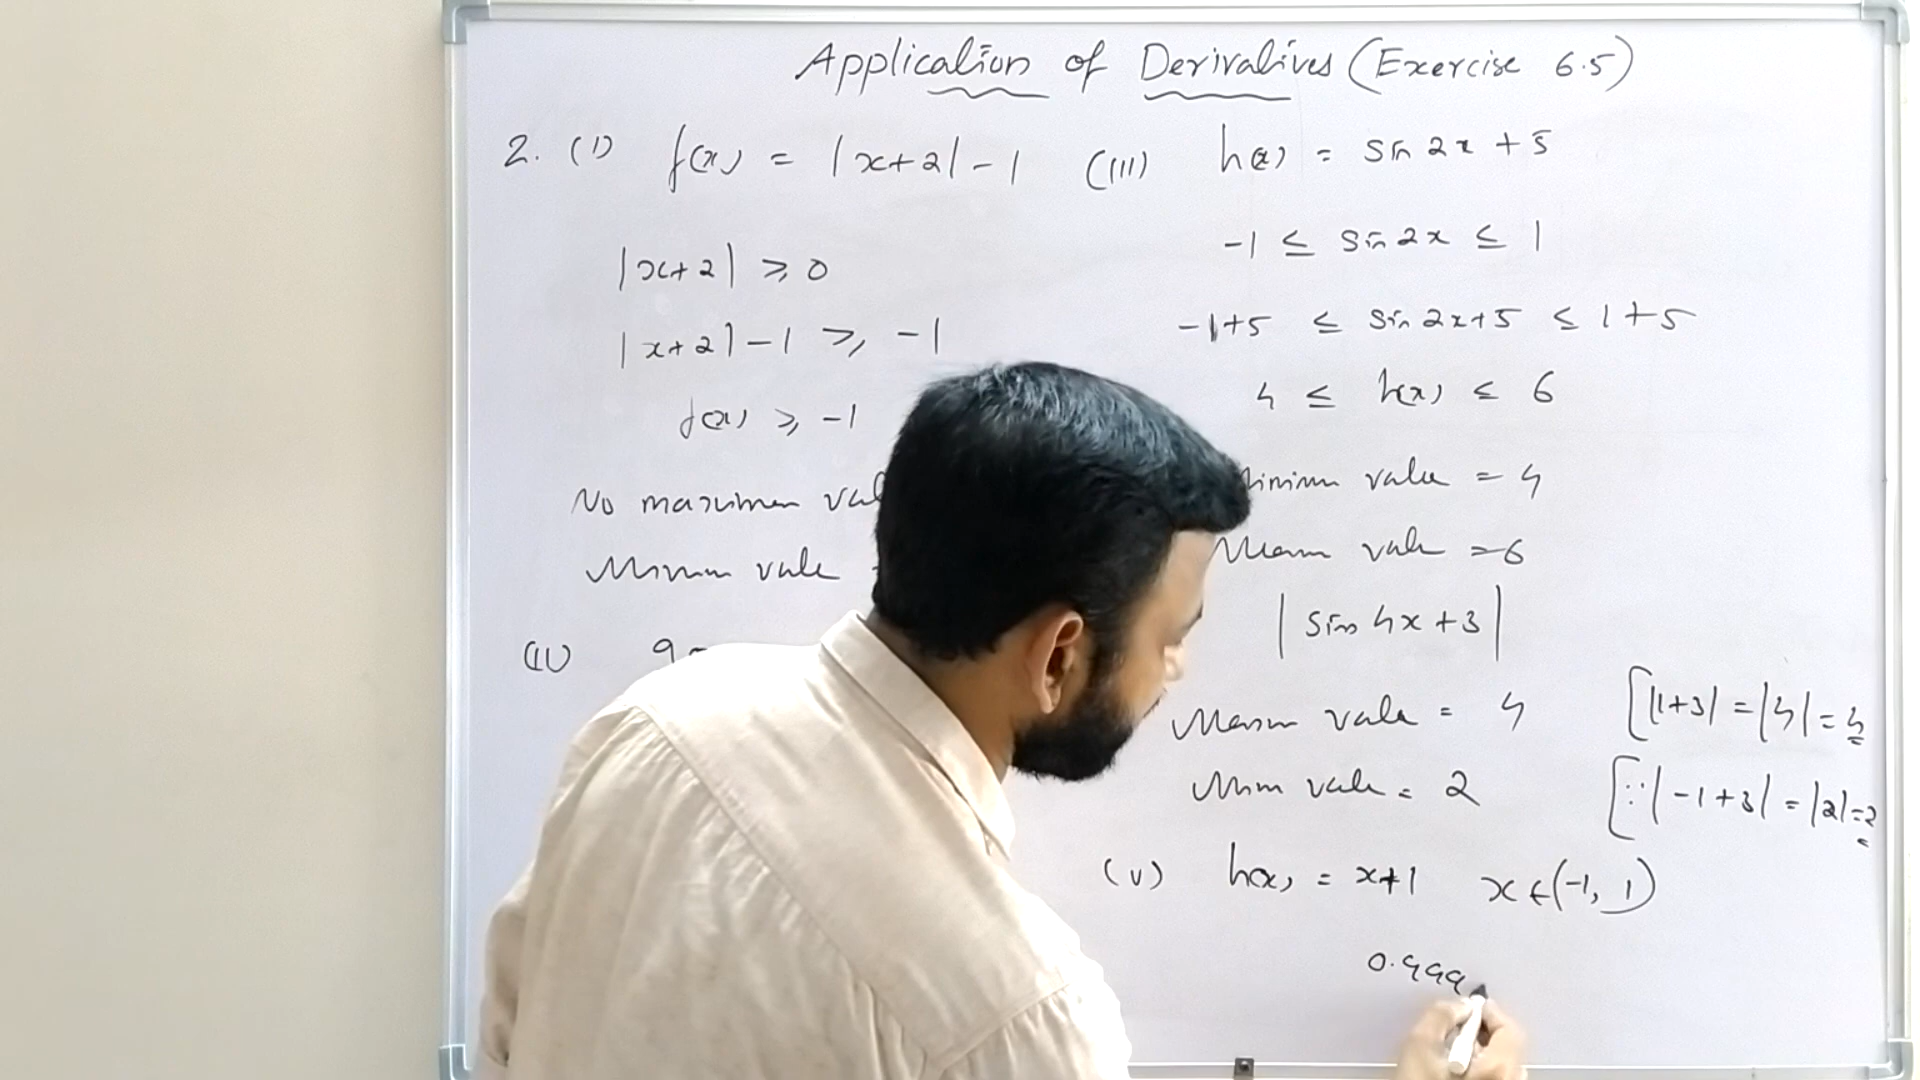 Application of Derivatives (Exercise 6.5)
2. (i) f(x) = |x+2| - 1
|x+2| ≥ 0
|x+2| - 1 ≥ -1
f(x) ≥ -1
No maximum val
Minimum value
(ii) g
(iii) h(x) = sin 2x + 5
-1 ≤ sin 2x ≤ 1
-1+5 ≤ sin 2x+5 ≤ 1+5
4 ≤ h(x) ≤ 6
Minimum value = 4
Maximum value = 6
|sin 4x + 3|
Maximum value = 4 [|1+3| = |4| = 4
Minimum value = 2 [∵ |-1+3| = |2| = 2
(v) h(x) = x+1 x ∈ (-1, 1)
0.999